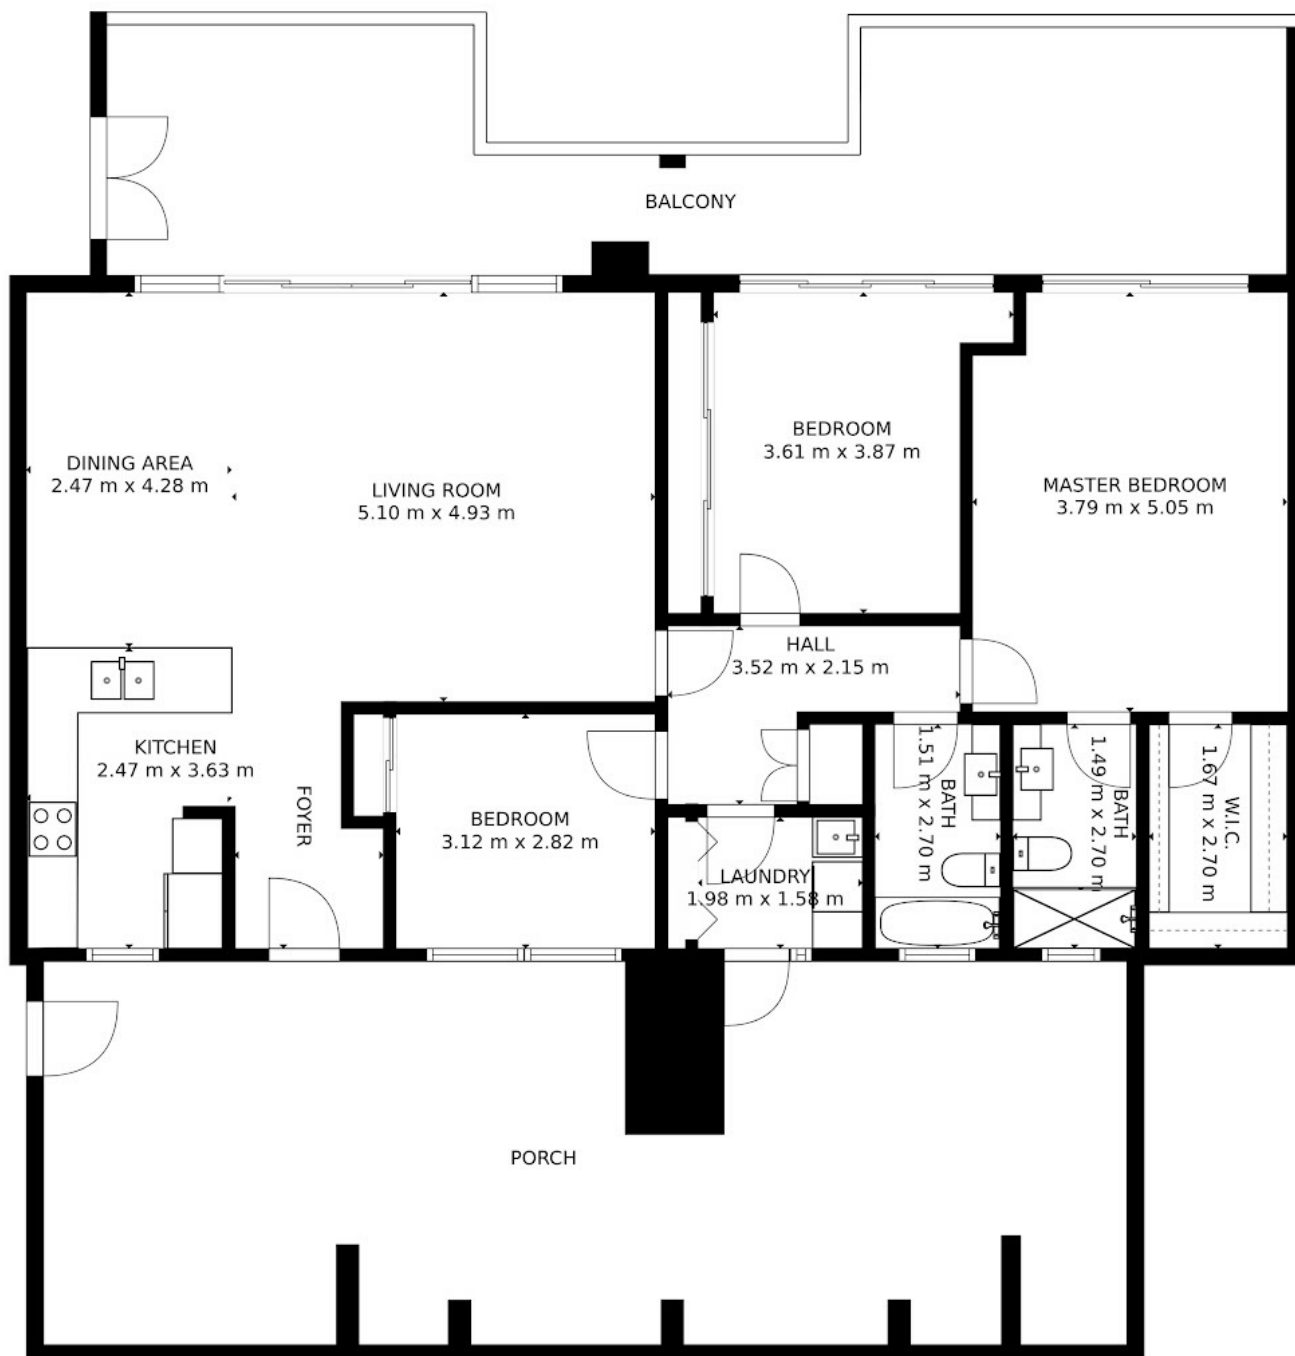 BALCONY
DINING AREA
2.47 m x 4.28 m
LIVING ROOM
5.10 m x 4.93 m
BEDROOM
3.61 m x 3.87 m
MASTER BEDROOM
3.79 m x 5.05 m
HALL
3.52 m x 2.15 m
KITCHEN
2.47 m x 3.63 m
FOYER
BEDROOM
3.12 m x 2.82 m
LAUNDRY
1.98 m x 1.58 m
BATH
1.51 m x 2.70 m
BATH
1.49 m x 2.70 m
W.I.C.
1.67 m x 2.70 m
PORCH